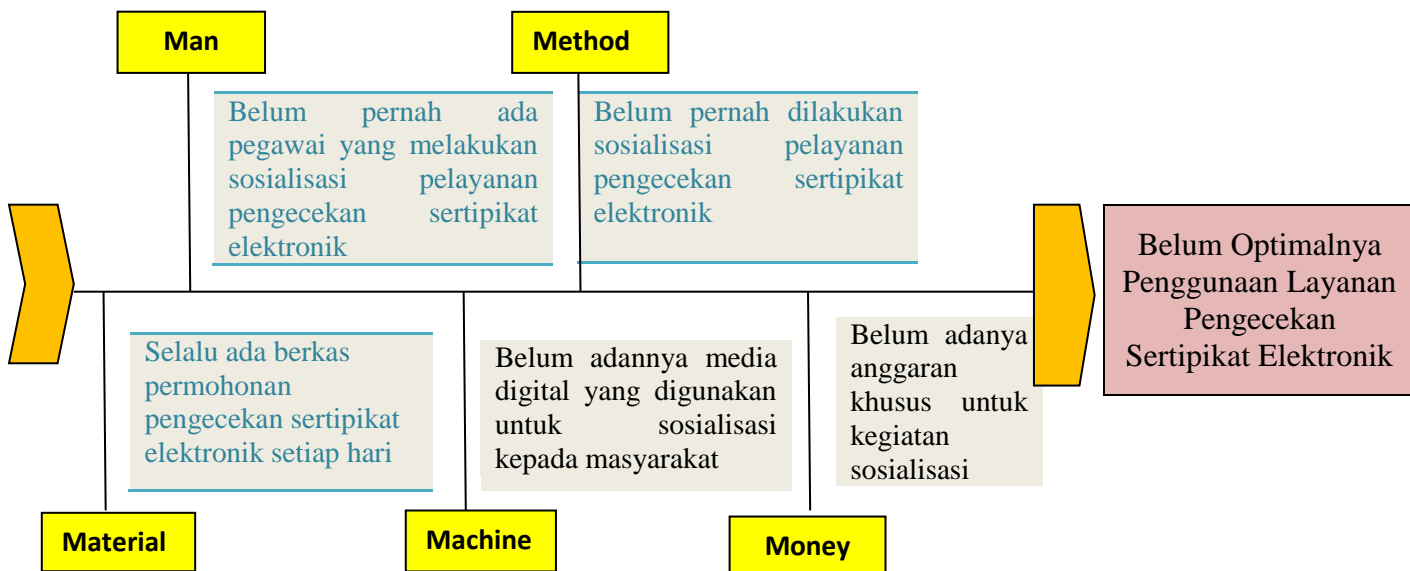 Man
Method
Belum pernah ada
pegawai yang melakukan
sosialisasi pelayanan
pengecekan sertipikat
elektronik
Belum pernah dilakukan
sosialisasi pelayanan
pengecekan sertipikat
elektronik
Belum Optimalnya
Penggunaan Layanan
Pengecekan
Sertipikat Elektronik
Selalu ada berkas
permohonan
pengecekan sertipikat
elektronik setiap hari
Belum adannya media
digital yang digunakan
untuk sosialisasi
kepada masyarakat
Belum adanya
anggaran
khusus untuk
kegiatan
sosialisasi
Material
Machine
Money